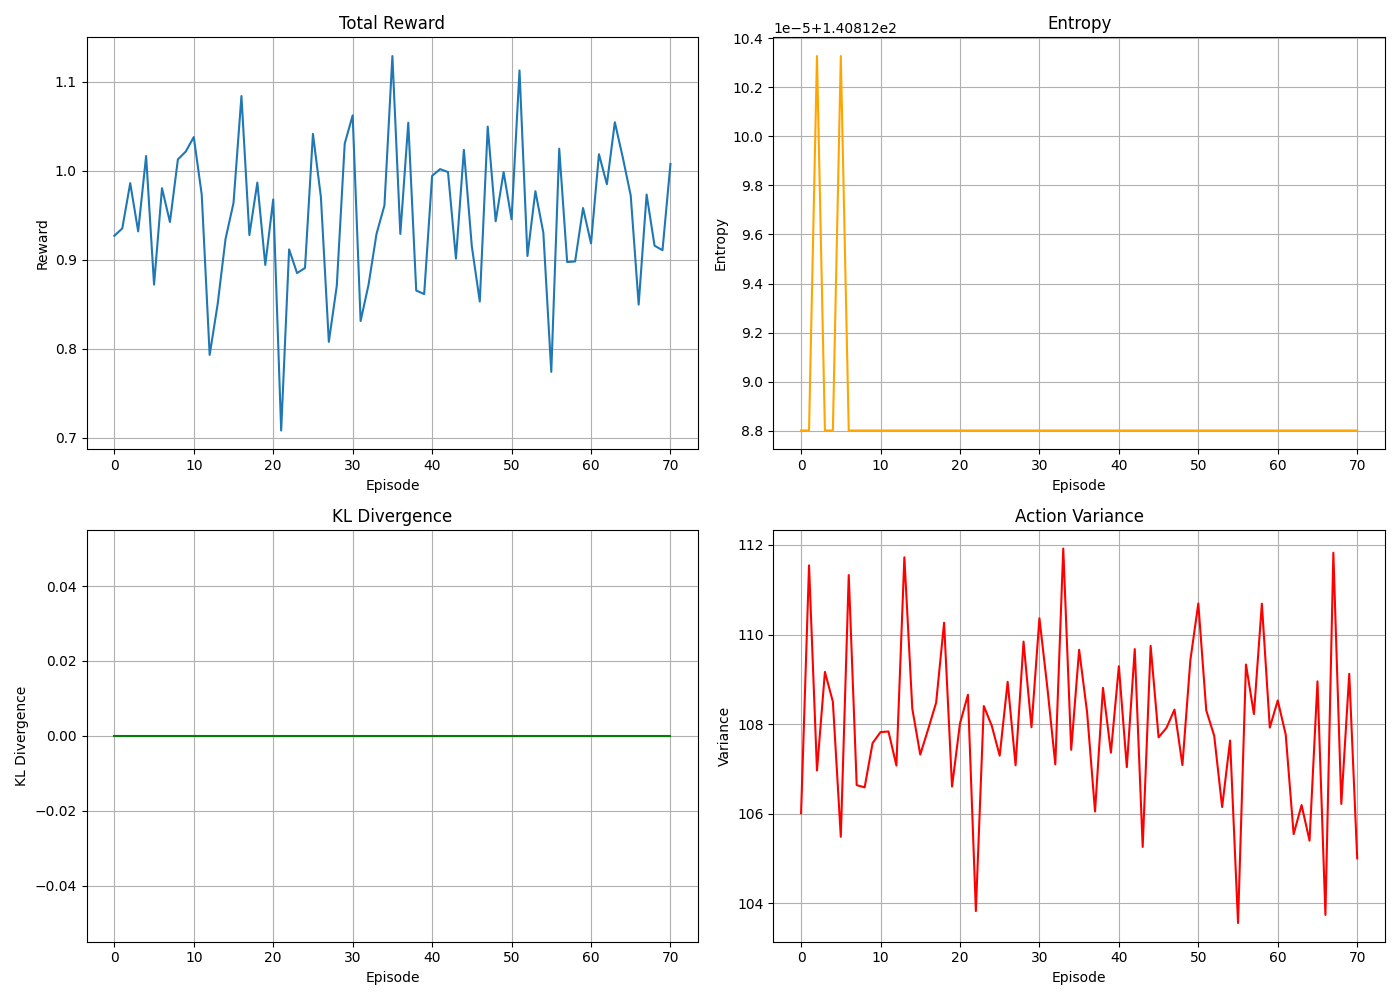 Total Reward
1.1
1.0
0.9
0.8
0.7
Reward
0 10 20 30 40 50 60 70
Episode
Entropy
1e−5+1.40812e2
10.4
10.2
10.0
9.8
9.6
9.4
9.2
9.0
8.8
Entropy
0 10 20 30 40 50 60 70
Episode
KL Divergence
0.04
0.02
0.00
−0.02
−0.04
KL Divergence
0 10 20 30 40 50 60 70
Episode
Action Variance
112
110
108
106
104
Variance
0 10 20 30 40 50 60 70
Episode